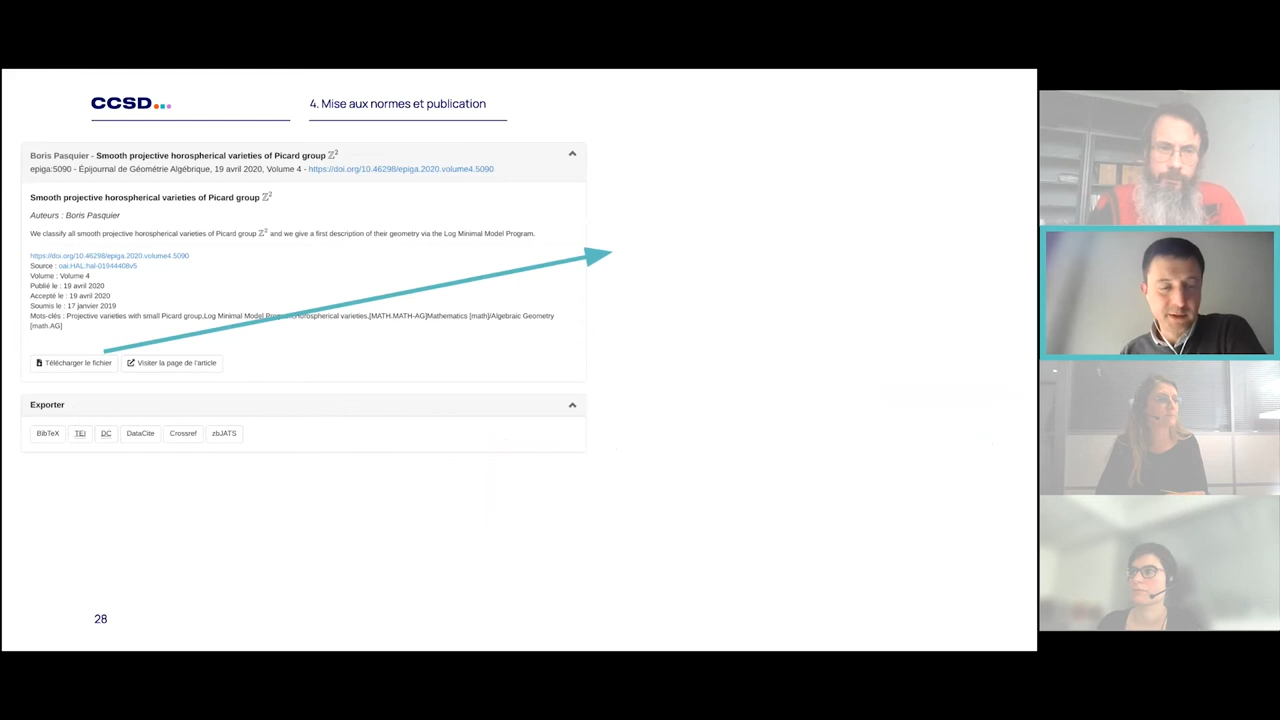 CCSD
4. Mise aux normes et publication
Boris Pasquier - Smooth projective horospherical varieties of Picard group ℤ²
epiga:5090 - Épijournal de Géométrie Algébrique, 19 avril 2020, Volume 4 - https://doi.org/10.46298/epiga.2020.volume4.5090
Smooth projective horospherical varieties of Picard group ℤ²
Auteurs : Boris Pasquier
We classify all smooth projective horospherical varieties of Picard group ℤ² and we give a first description of their geometry via the Log Minimal Model Program.
https://doi.org/10.46298/epiga.2020.volume4.5090
Source : oai:HAL:hal-01944408v5
Volume : Volume 4
Publié le : 19 avril 2020
Accepté le : 19 avril 2020
Soumis le : 17 janvier 2019
Mots-clés : Projective varieties with small Picard group,Log Minimal Model Program,Horospherical varieties,[MATH.MATH-AG]Mathematics [math]/Algebraic Geometry
[math.AG]
Télécharger le fichier Visiter la page de l'article
Exporter
BibTeX TEI DC DataCite Crossref zbJATS
28